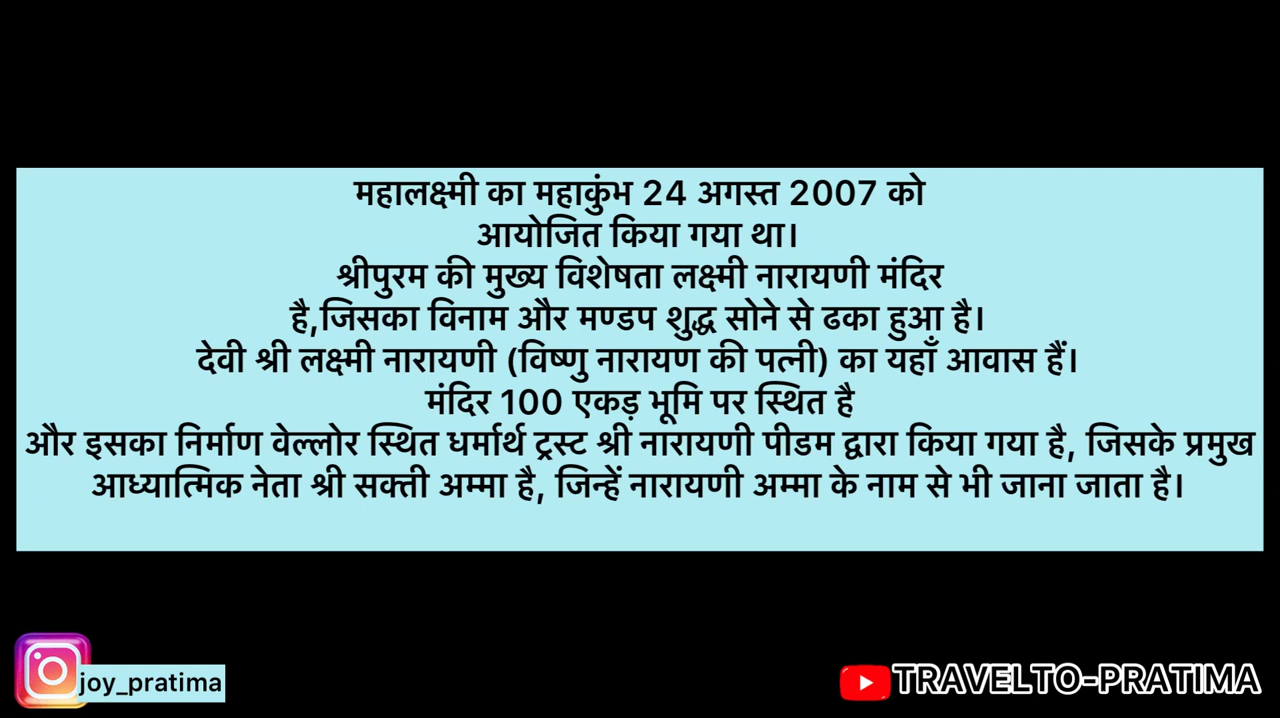 महालक्ष्मी का महाकुंभ 24 अगस्त 2007 को
आयोजित किया गया था।
श्रीपुरम की मुख्य विशेषता लक्ष्मी नारायणी मंदिर
है,जिसका विनाम और मण्डप शुद्ध सोने से ढका हुआ है।
देवी श्री लक्ष्मी नारायणी (विष्णु नारायण की पत्नी) का यहाँ आवास हैं।
मंदिर 100 एकड़ भूमि पर स्थित है
और इसका निर्माण वेल्लोर स्थित धर्मार्थ ट्रस्ट श्री नारायणी पीडम द्वारा किया गया है, जिसके प्रमुख
आध्यात्मिक नेता श्री सक्ती अम्मा है, जिन्हें नारायणी अम्मा के नाम से भी जाना जाता है।
joy_pratima
TRAVELTO-PRATIMA